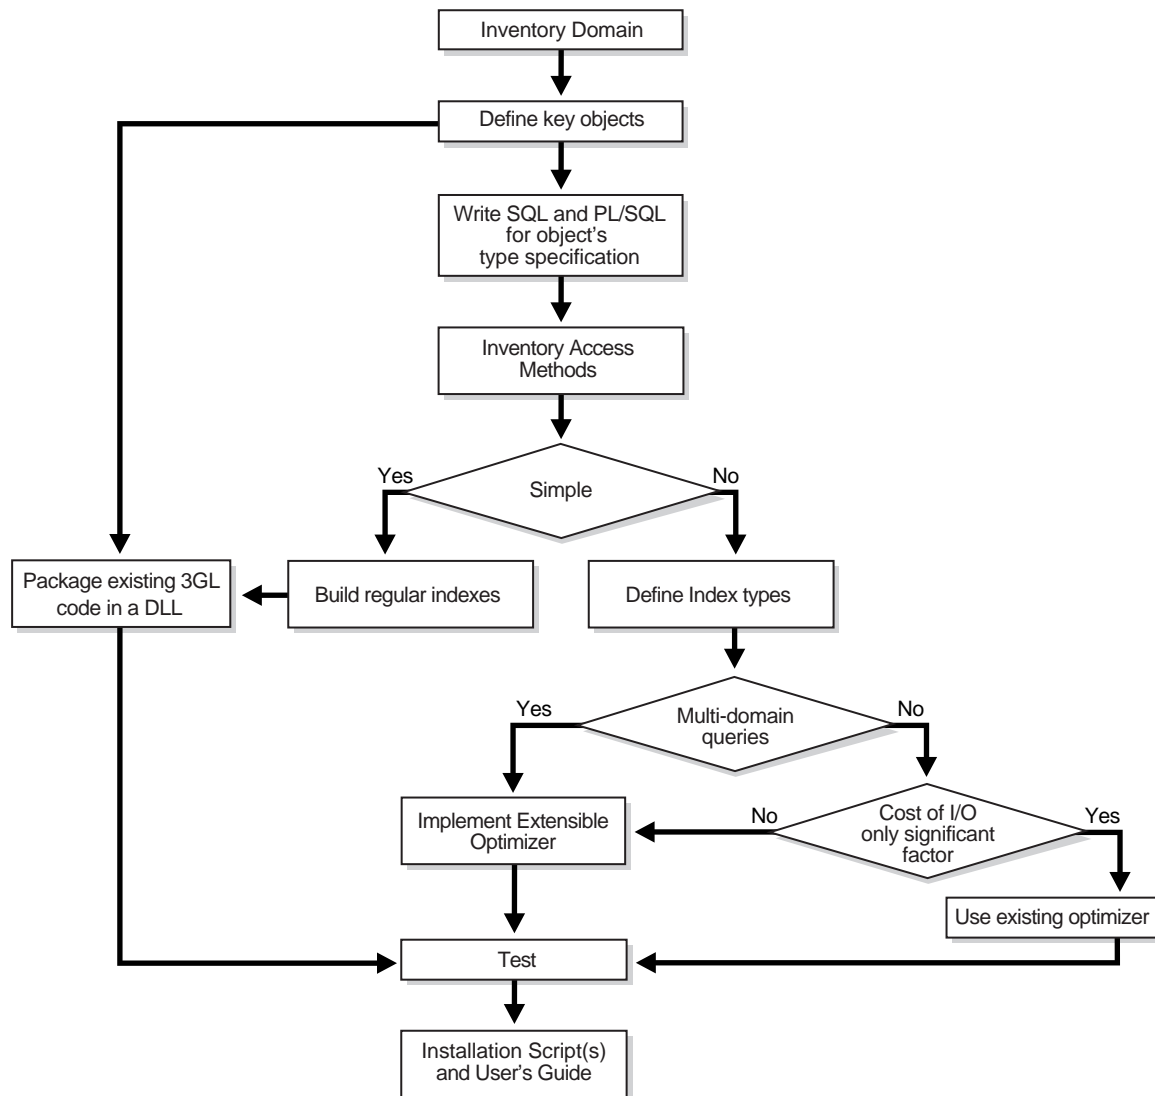 Inventory Domain
Define key objects
Write SQL and PL/SQL
for object's
type specification
Inventory Access
Methods
Yes
No
Simple
Package existing 3GL
code in a DLL
Build regular indexes
Define Index types
Yes
No
Multi-domain
queries
Implement Extensible
Optimizer
No
Yes
Cost of I/O
only significant
factor
Use existing optimizer
Test
Installation Script(s)
and User's Guide